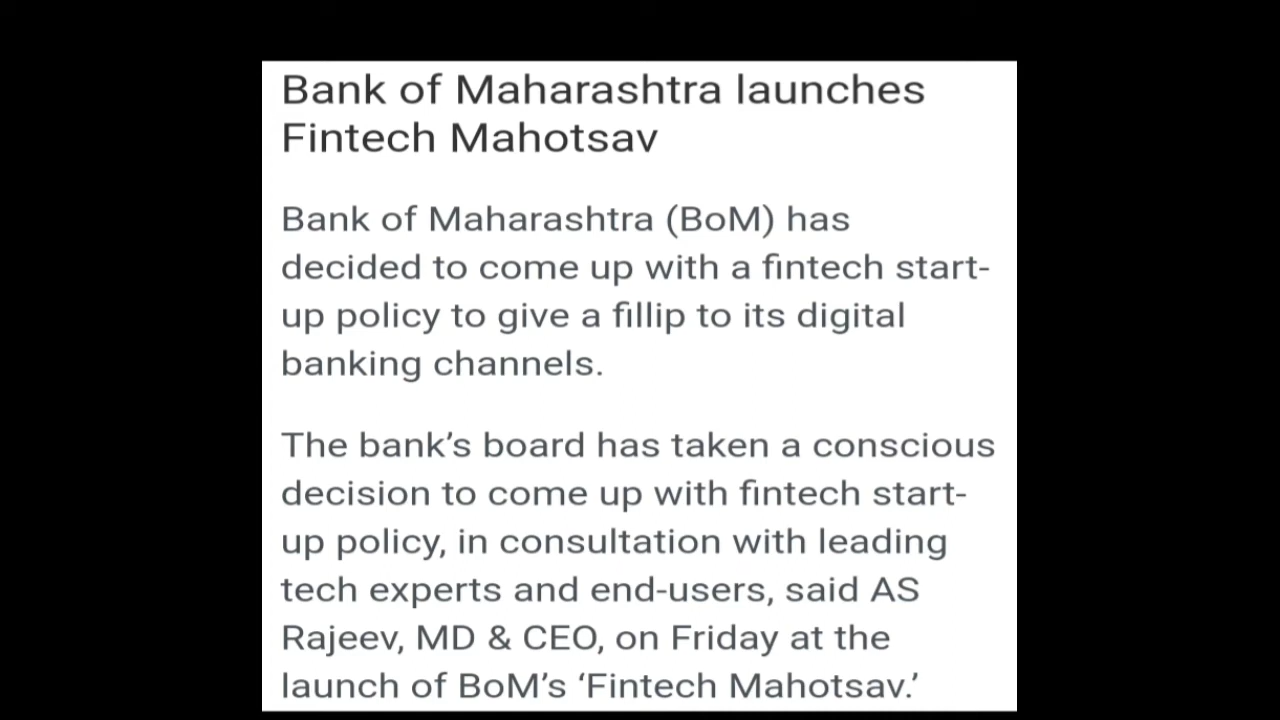 Bank of Maharashtra launches
Fintech Mahotsav
Bank of Maharashtra (BoM) has
decided to come up with a fintech start-
up policy to give a fillip to its digital
banking channels.
The bank’s board has taken a conscious
decision to come up with fintech start-
up policy, in consultation with leading
tech experts and end-users, said AS
Rajeev, MD & CEO, on Friday at the
launch of BoM’s ‘Fintech Mahotsav.’